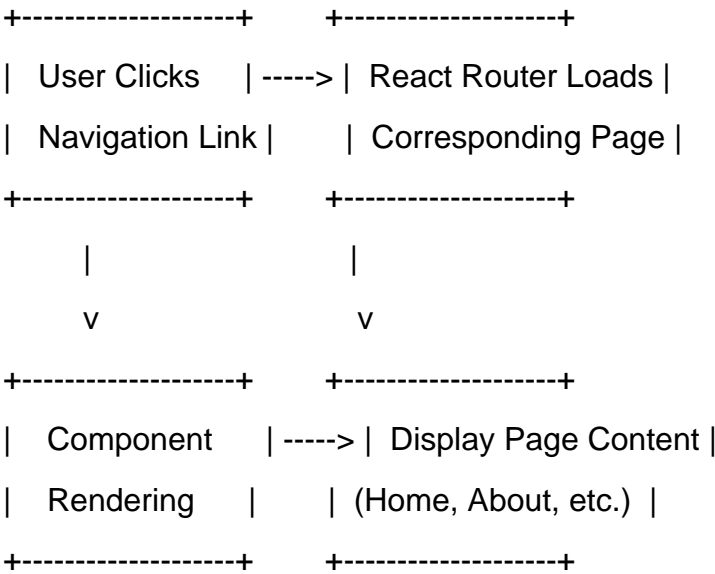 +--------------------+ +--------------------+
| User Clicks | -----> | React Router Loads |
| Navigation Link | | Corresponding Page |
+--------------------+ +--------------------+
| |
v v
+--------------------+ +--------------------+
| Component | -----> | Display Page Content |
| Rendering | | (Home, About, etc.) |
+--------------------+ +--------------------+